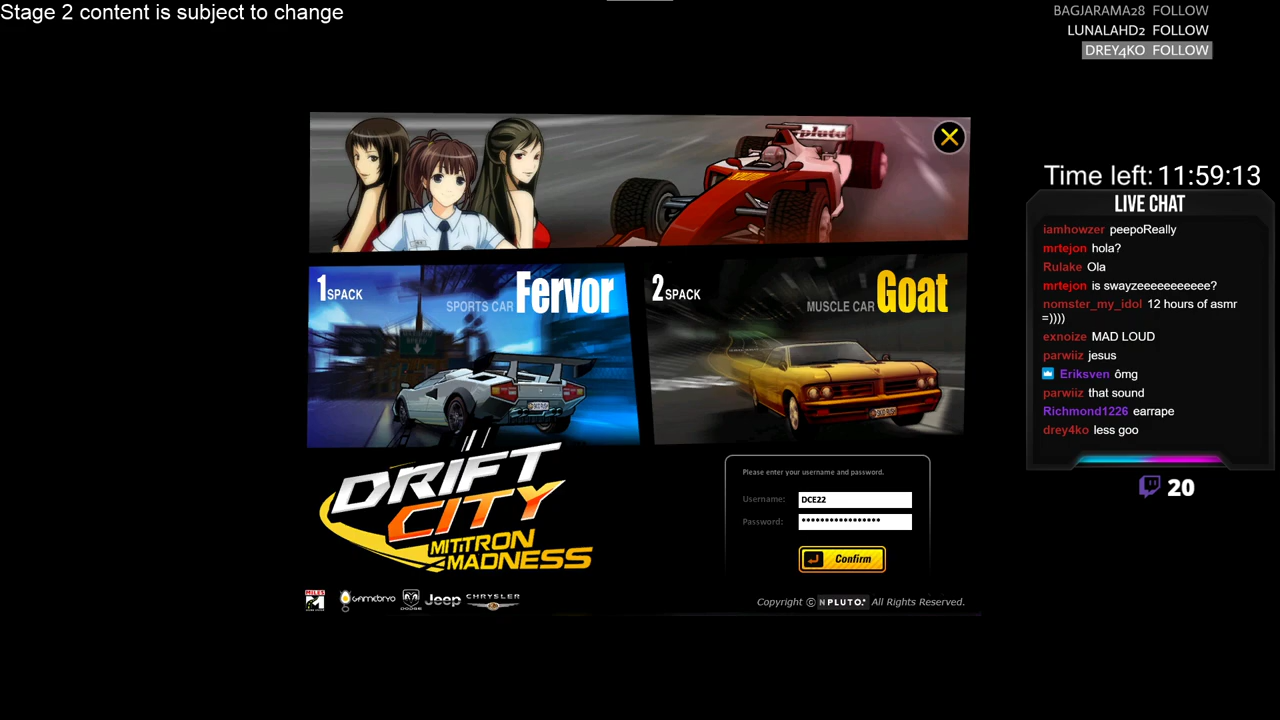 Stage 2 content is subject to change
BAGJARAMA28 FOLLOW
LUNALAHD2 FOLLOW
DREY4KO FOLLOW
pluto
1SPACK SPORTS CAR Fervor
2SPACK MUSCLE CAR Goat
DRIFT
CITY
MITTRON
MADNESS
Please enter your username and password.
Username: DCE22
Password: •••••••••••••••••
Confirm
MILES GAMEBRYO DODGE Jeep CHRYSLER
Copyright © NPLUTO. All Rights Reserved.
Time left: 11:59:13
LIVE CHAT
iamhowzer peepoReally
mrtejon hola?
Rulake Ola
mrtejon is swayzeeeeeeeeeee?
nomster_my_idol 12 hours of asmr
=))))
exnoize MAD LOUD
parwiiz jesus
Eriksven ômg
parwiiz that sound
Richmond1226 earrape
drey4ko less goo
20